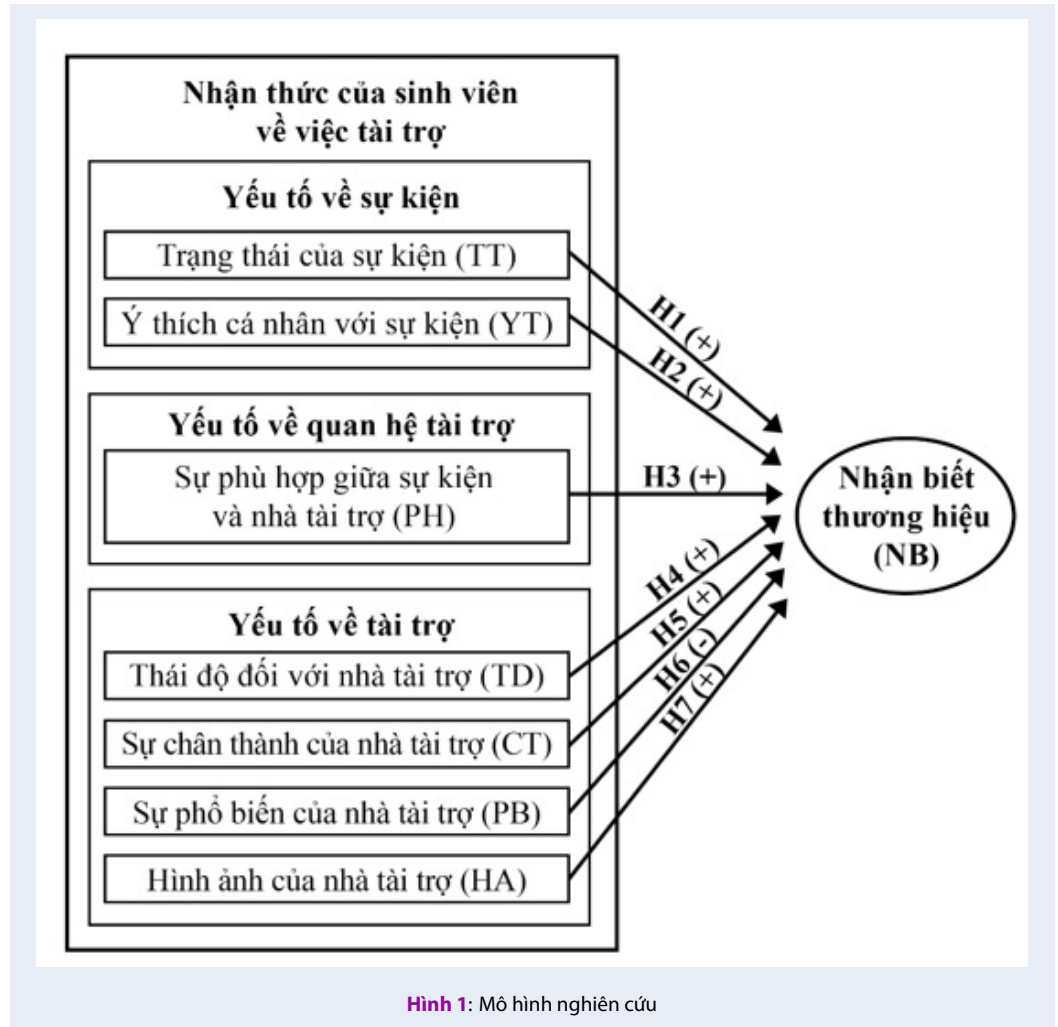 Nhận thức của sinh viên
về việc tài trợ
Yếu tố về sự kiện
Trạng thái của sự kiện (TT)
Ý thích cá nhân với sự kiện (YT)
Yếu tố về quan hệ tài trợ
Sự phù hợp giữa sự kiện
và nhà tài trợ (PH)
Yếu tố về tài trợ
Thái độ đối với nhà tài trợ (TD)
Sự chân thành của nhà tài trợ (CT)
Sự phổ biến của nhà tài trợ (PB)
Hình ảnh của nhà tài trợ (HA)
H1 (+)
H2 (+)
H3 (+)
H4 (+)
H5 (+)
H6 (-)
H7 (+)
Nhận biết
thương hiệu
(NB)
Hình 1: Mô hình nghiên cứu